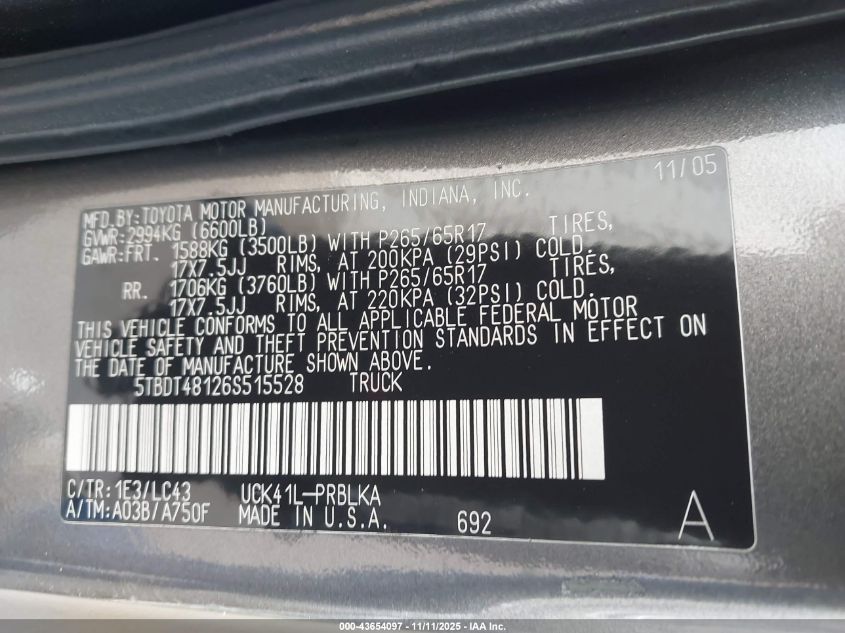 11/05
MFD.BY:TOYOTA MOTOR MANUFACTURING, INDIANA, INC.
GVWR:2994KG (6600LB)
GAWR:FRT. 1588KG (3500LB) WITH P265/65R17 TIRES,
17X7.5JJ RIMS, AT 200KPA (29PSI) COLD.
RR. 1706KG (3760LB) WITH P265/65R17 TIRES,
17X7.5JJ RIMS, AT 220KPA (32PSI) COLD.
THIS VEHICLE CONFORMS TO ALL APPLICABLE FEDERAL MOTOR
VEHICLE SAFETY AND THEFT PREVENTION STANDARDS IN EFFECT ON
THE DATE OF MANUFACTURE SHOWN ABOVE.
5TBDT48126S515528 TRUCK
C/TR:1E3/LC43 UCK41L-PRBLKA
A/TM:A03B/A750F MADE IN U.S.A. 692 A
000-43654097 - 11/11/2025 - IAA Inc.